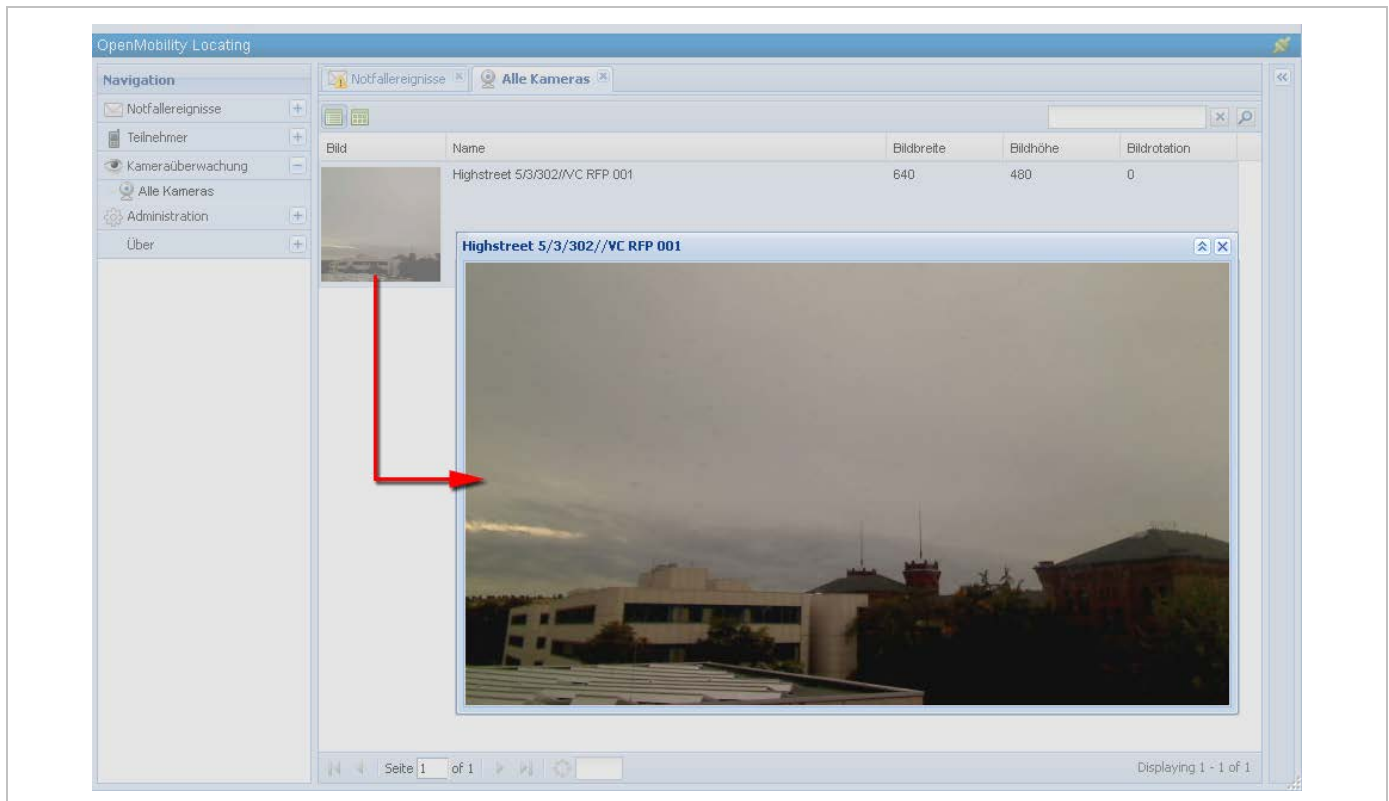 OpenMobility Locating
Navigation
Notfallereignisse
Teilnehmer
Kameraüberwachung
Alle Kameras
Administration
Über
Notfallereignisse Alle Kameras
Bild Name Bildbreite Bildhöhe Bildrotation
Highstreet 5/3/302//VC RFP 001 640 480 0
Highstreet 5/3/302//VC RFP 001
Seite 1 of 1 Displaying 1 - 1 of 1